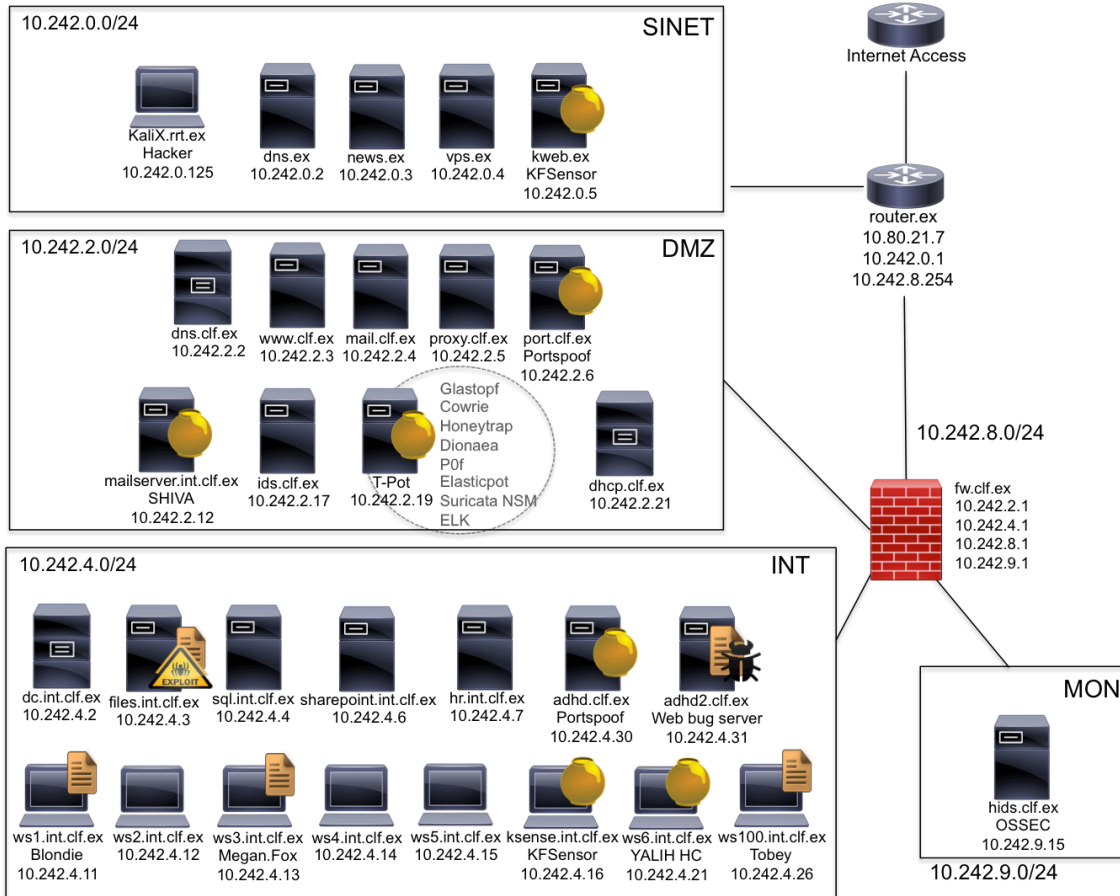 10.242.0.0/24
SINET
KaliX.rrt.ex
Hacker
10.242.0.125
dns.ex
10.242.0.2
news.ex
10.242.0.3
vps.ex
10.242.0.4
kweb.ex
KFSensor
10.242.0.5
Internet Access
router.ex
10.80.21.7
10.242.0.1
10.242.8.254
10.242.2.0/24
DMZ
dns.clf.ex
10.242.2.2
www.clf.ex
10.242.2.3
mail.clf.ex
10.242.2.4
proxy.clf.ex
10.242.2.5
port.clf.ex
Portspoof
10.242.2.6
mailserver.int.clf.ex
SHIVA
10.242.2.12
ids.clf.ex
10.242.2.17
T-Pot
10.242.2.19
Glastopf
Cowrie
Honeytrap
Dionaea
P0f
Elasticpot
Suricata NSM
ELK
dhcp.clf.ex
10.242.2.21
10.242.8.0/24
fw.clf.ex
10.242.2.1
10.242.4.1
10.242.8.1
10.242.9.1
10.242.4.0/24
INT
dc.int.clf.ex
10.242.4.2
EXPLOIT
files.int.clf.ex
10.242.4.3
sql.int.clf.ex
10.242.4.4
sharepoint.int.clf.ex
10.242.4.6
hr.int.clf.ex
10.242.4.7
adhd.clf.ex
Portspoof
10.242.4.30
adhd2.clf.ex
Web bug server
10.242.4.31
ws1.int.clf.ex
Blondie
10.242.4.11
ws2.int.clf.ex
10.242.4.12
ws3.int.clf.ex
Megan.Fox
10.242.4.13
ws4.int.clf.ex
10.242.4.14
ws5.int.clf.ex
10.242.4.15
ksense.int.clf.ex
KFSensor
10.242.4.16
ws6.int.clf.ex
YALIH HC
10.242.4.21
ws100.int.clf.ex
Tobey
10.242.4.26
MON
hids.clf.ex
OSSEC
10.242.9.15
10.242.9.0/24